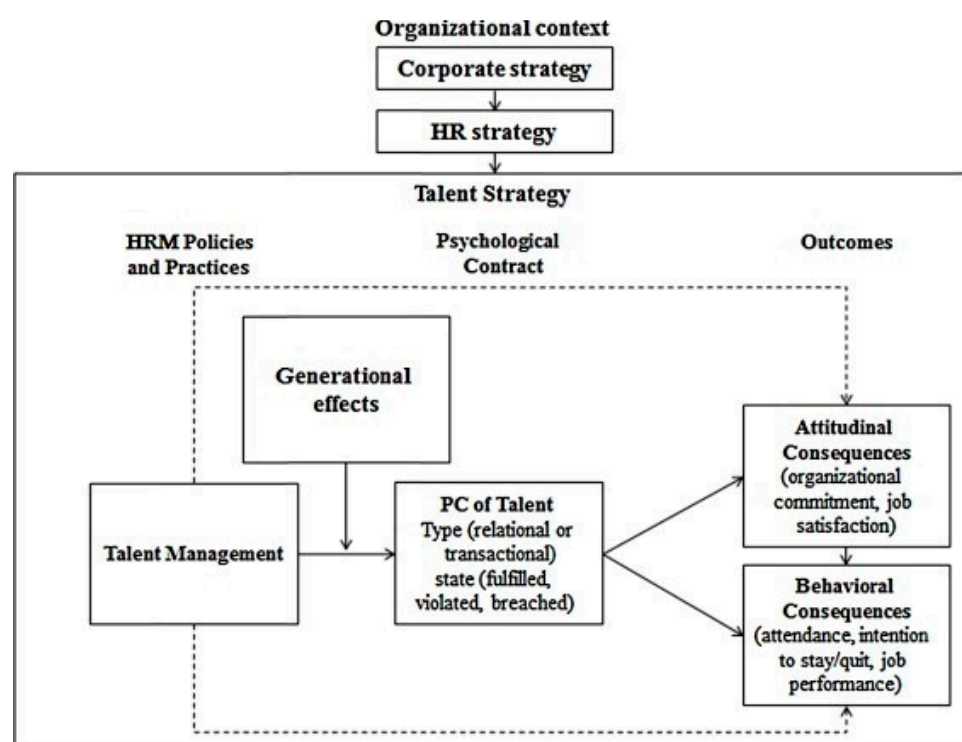 Organizational context
Corporate strategy
HR strategy
Talent Strategy
HRM Policies
and Practices
Psychological
Contract
Outcomes
Generational
effects
Talent Management
PC of Talent
Type (relational or
transactional)
state (fulfilled,
violated, breached)
Attitudinal
Consequences
(organizational
commitment, job
satisfaction)
Behavioral
Consequences
(attendance, intention
to stay/quit, job
performance)